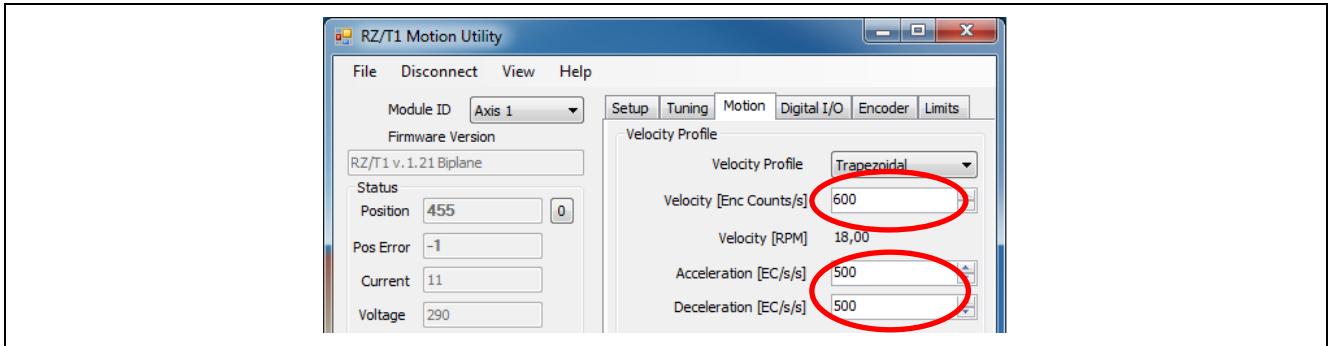 RZ/T1 Motion Utility
File Disconnect View Help
Module ID Axis 1
Firmware Version
RZ/T1 v.1.21 Biplane
Status
Position 455 0
Pos Error -1
Current 11
Voltage 290
Setup Tuning Motion Digital I/O Encoder Limits
Velocity Profile
Velocity Profile Trapezoidal
Velocity [Enc Counts/s] 600
Velocity [RPM] 18,00
Acceleration [EC/s/s] 500
Deceleration [EC/s/s] 500